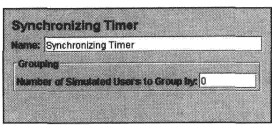 Synchronizing Timer
Name: Synchronizing Timer
Grouping
Number of Simulated Users to Group by: 0